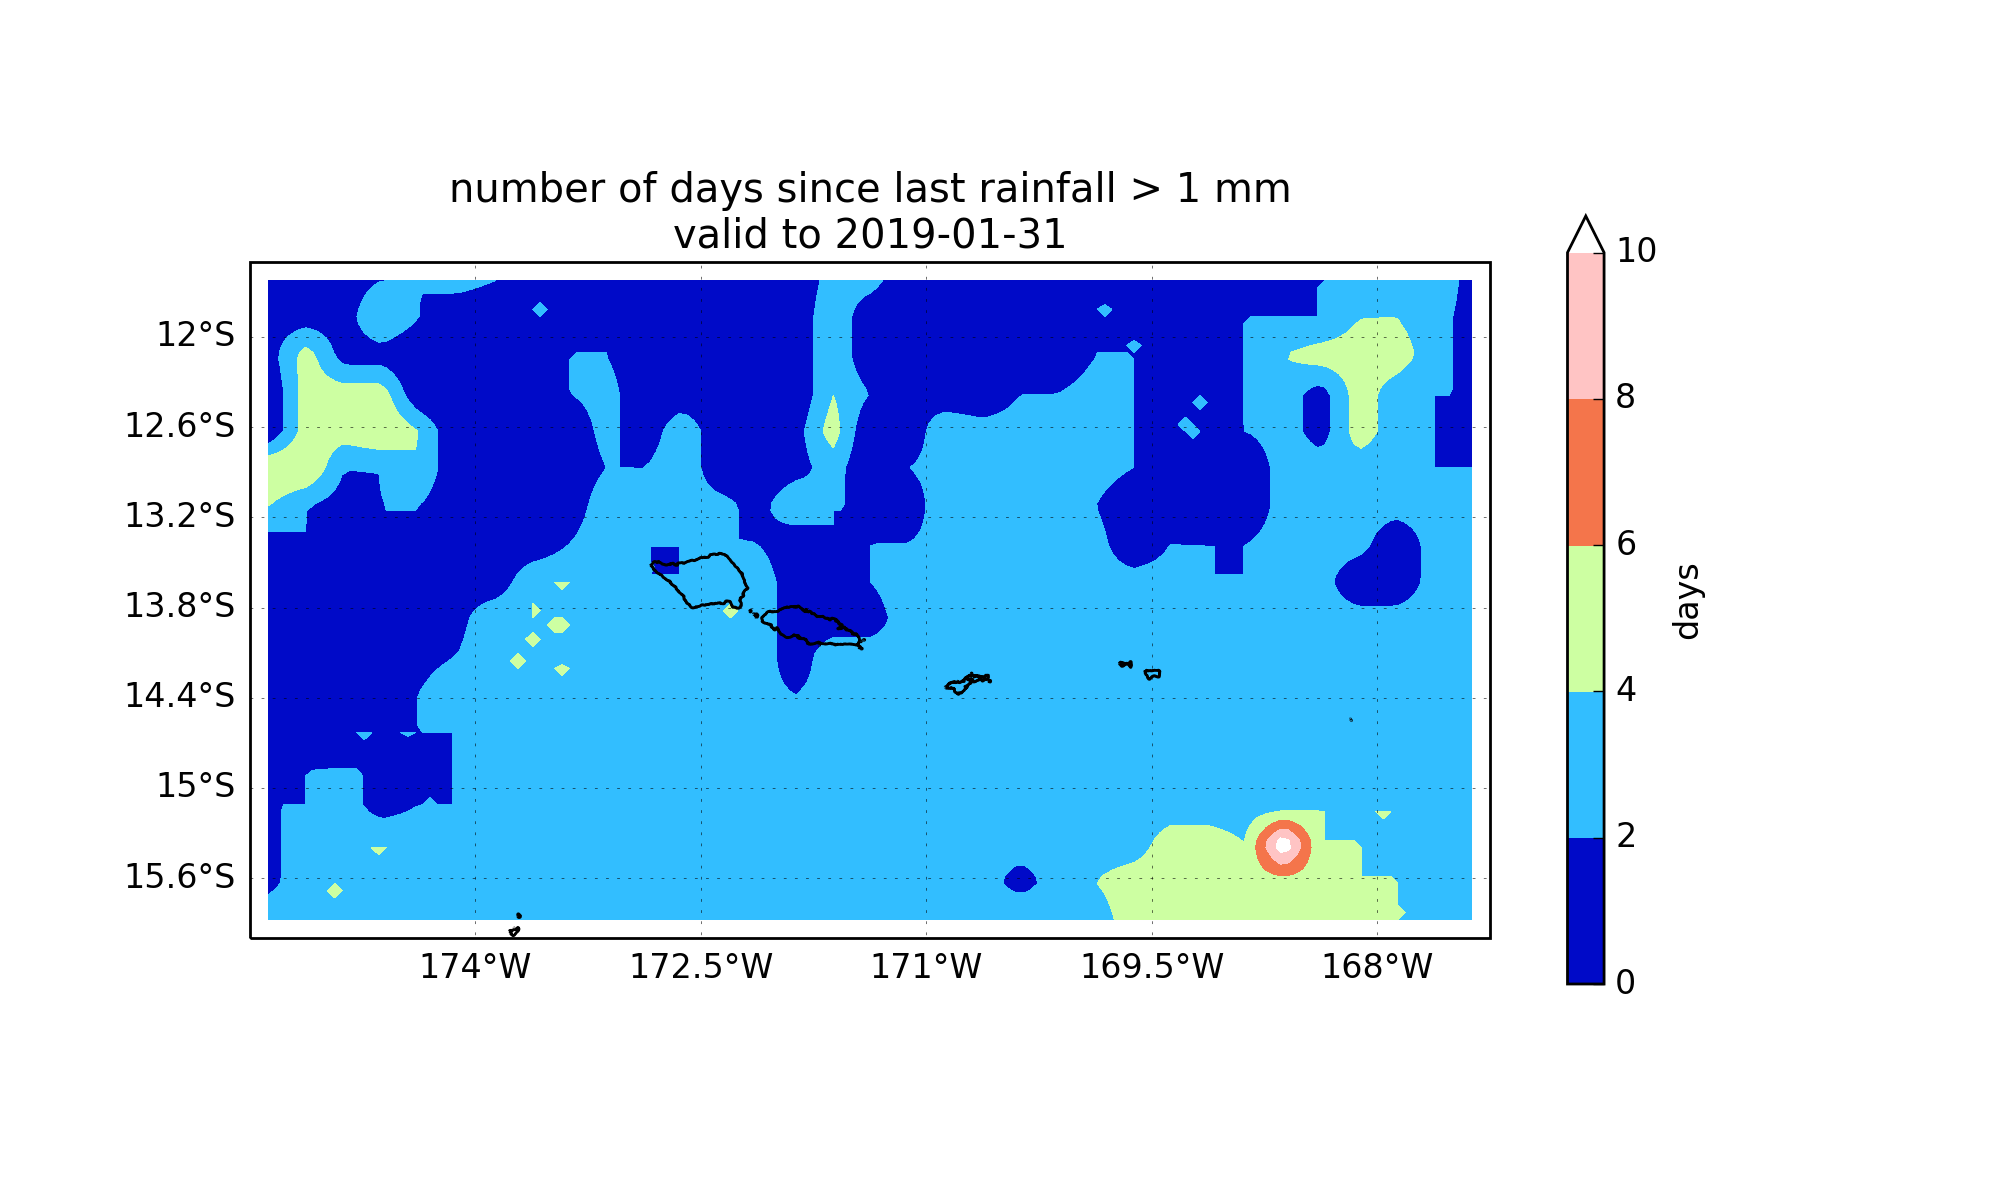 number of days since last rainfall > 1 mm
valid to 2019-01-31
12°S
12.6°S
13.2°S
13.8°S
14.4°S
15°S
15.6°S
174°W
172.5°W
171°W
169.5°W
168°W
10
8
6
4
2
0
days